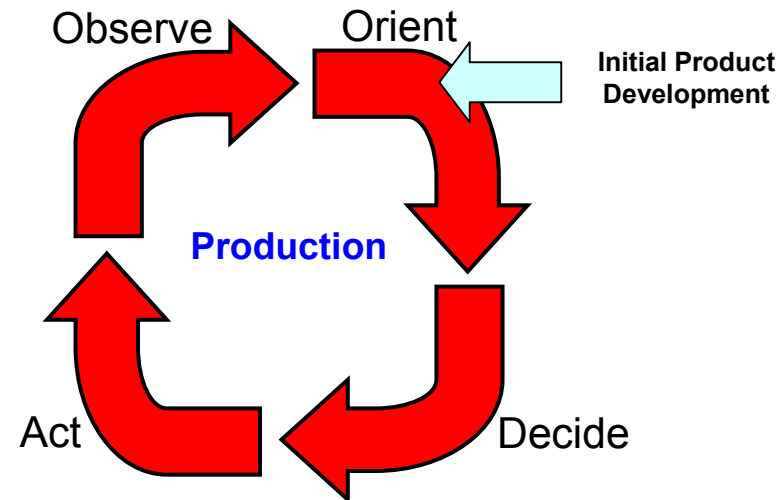 Observe
Orient
Initial Product
Development
Production
Act
Decide